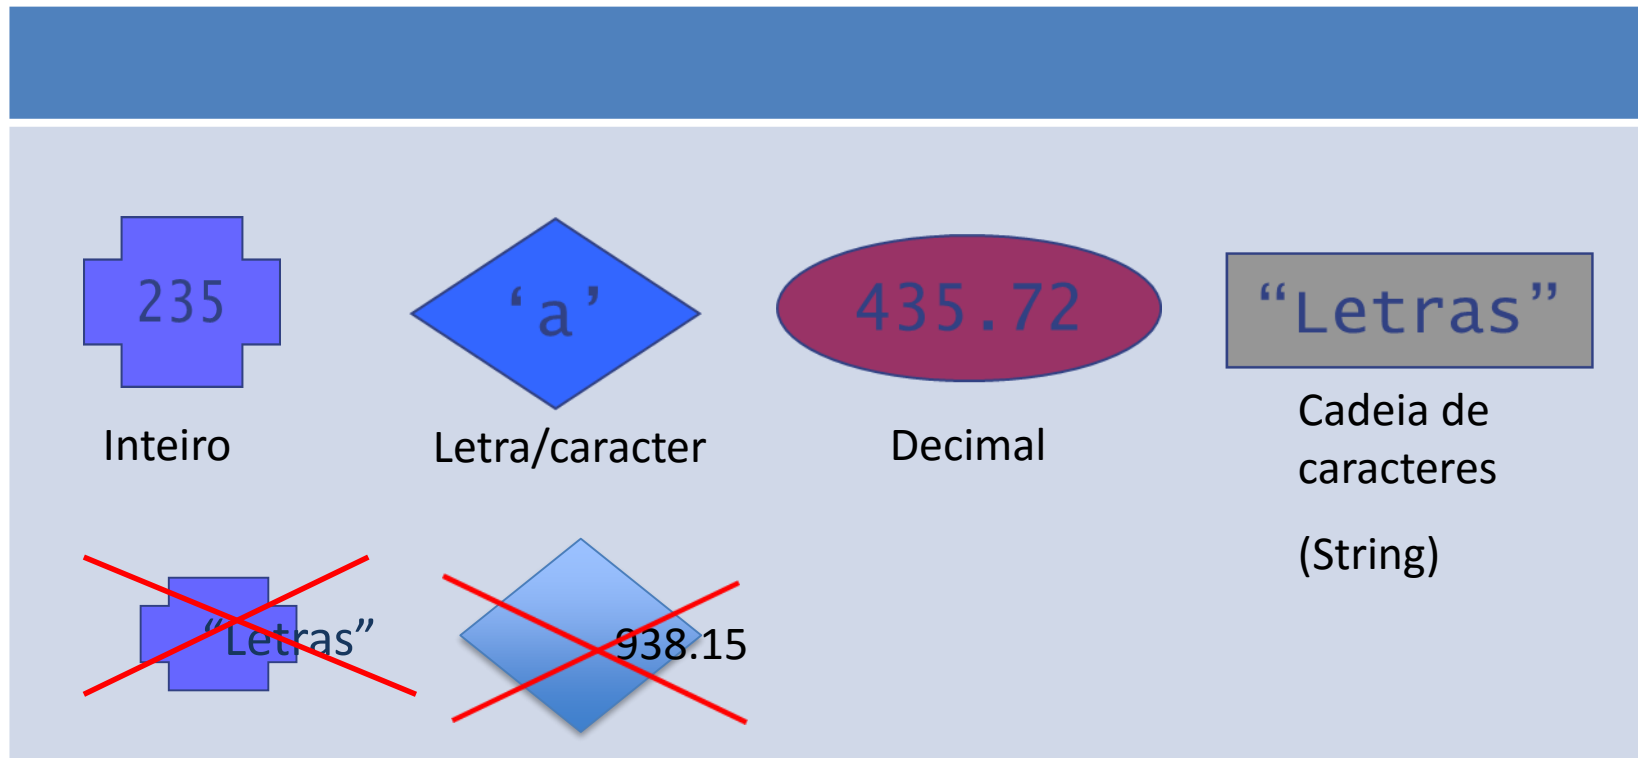 235
‘a’
435.72
“Letras”
Inteiro
Letra/caracter
Decimal
Cadeia de
caracteres
(String)
“Letras”
938.15